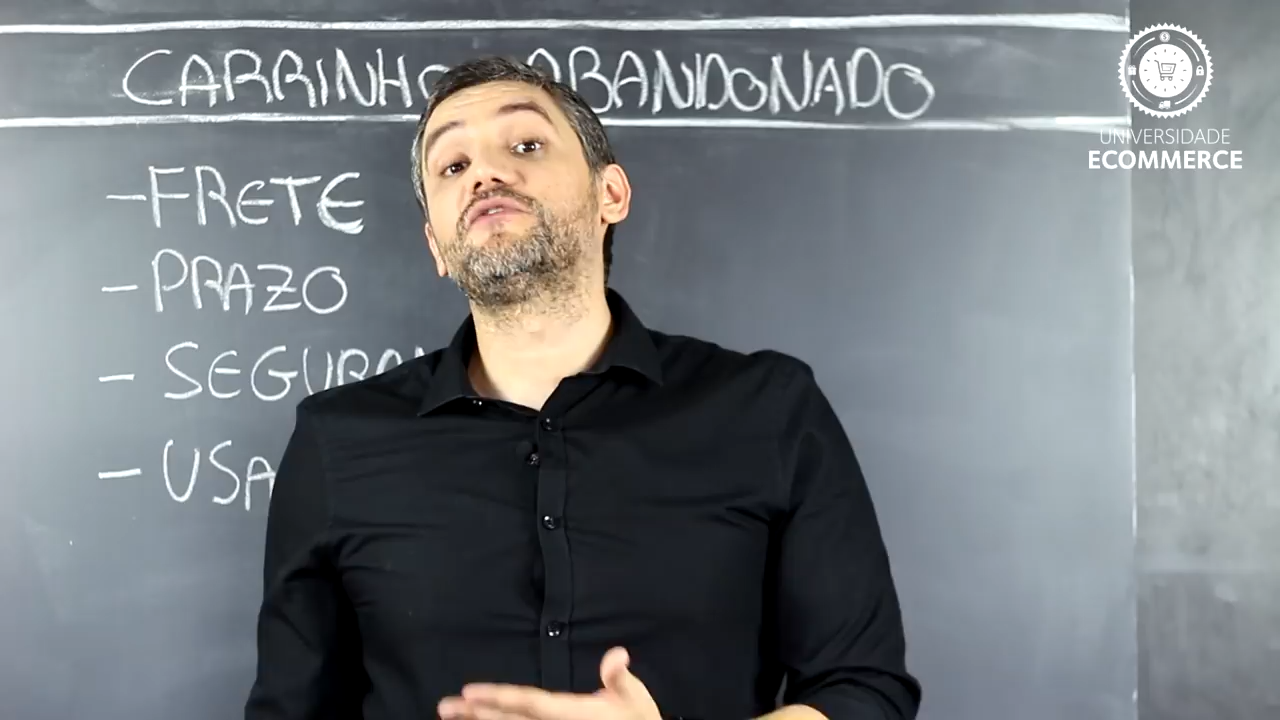 CARRINHO ABANDONADO
- FRETE
- PRAZO
UNIVERSIDADE
ECOMMERCE